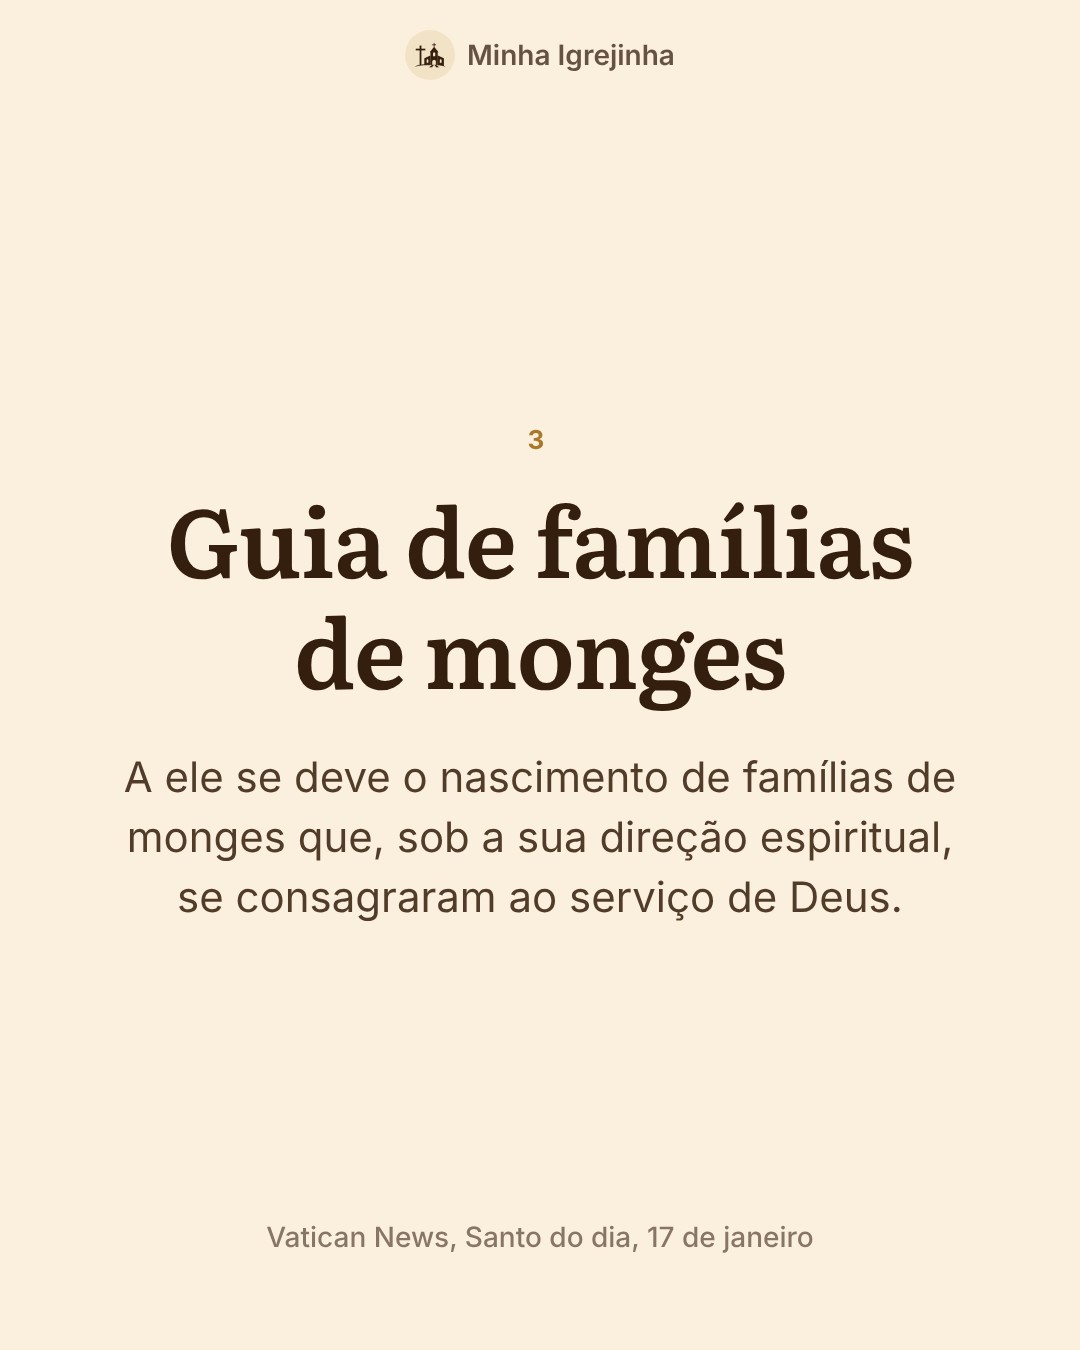 Minha Igrejinha
3
Guia de famílias
de monges
A ele se deve o nascimento de famílias de
monges que, sob a sua direção espiritual,
se consagraram ao serviço de Deus.
Vatican News, Santo do dia, 17 de janeiro